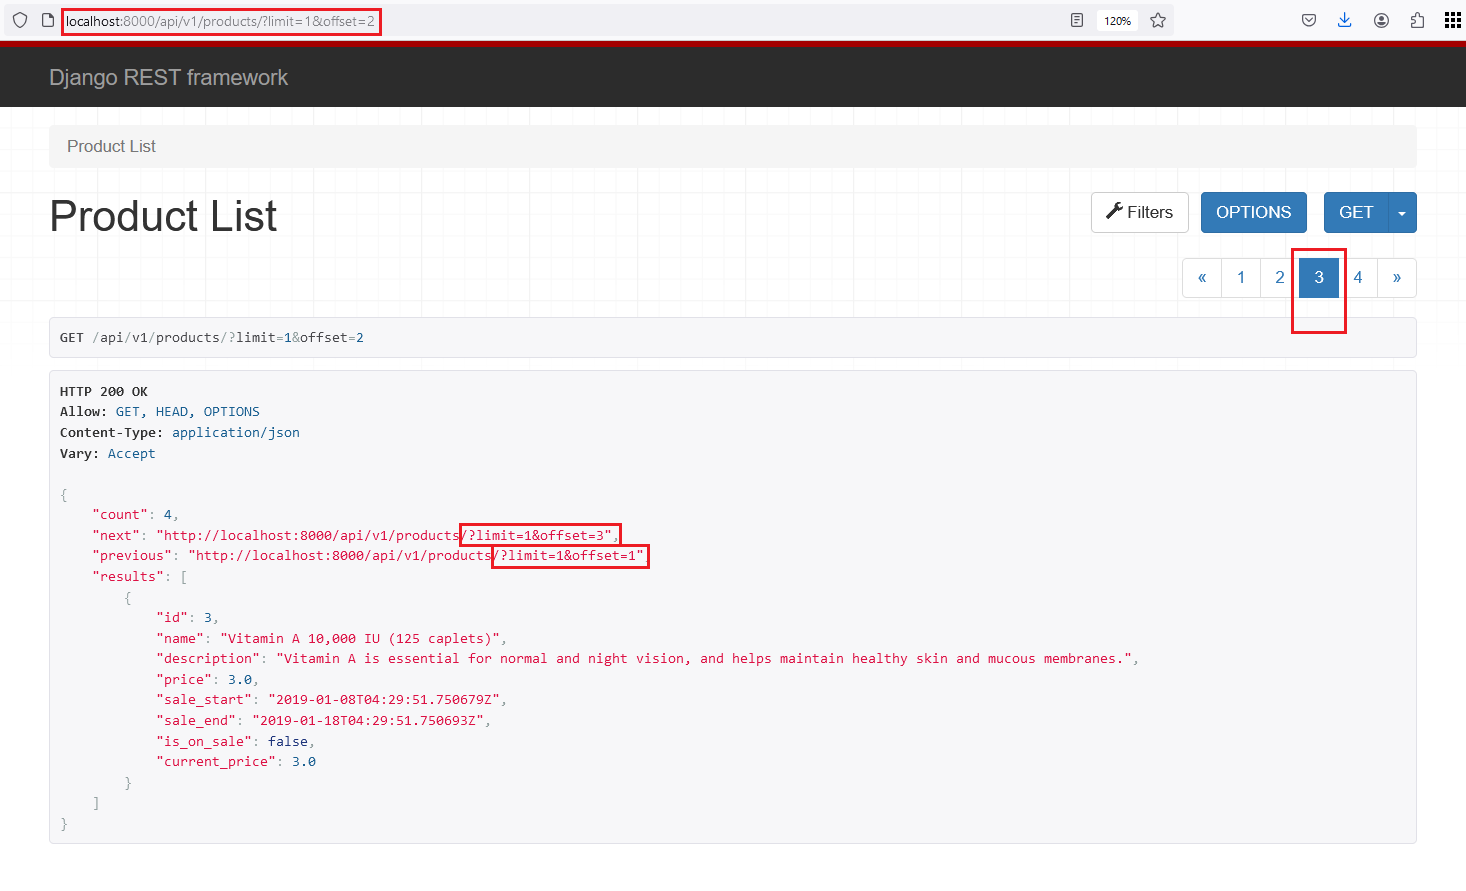 localhost:8000/api/v1/products/?limit=1&offset=2
120%
Django REST framework
Product List
Product List
Filters
OPTIONS
GET
« 1 2 3 4 »
GET /api/v1/products/?limit=1&offset=2
HTTP 200 OK
Allow: GET, HEAD, OPTIONS
Content-Type: application/json
Vary: Accept
{
    "count": 4,
    "next": "http://localhost:8000/api/v1/products/?limit=1&offset=3",
    "previous": "http://localhost:8000/api/v1/products/?limit=1&offset=1"
    "results": [
        {
            "id": 3,
            "name": "Vitamin A 10,000 IU (125 caplets)",
            "description": "Vitamin A is essential for normal and night vision, and helps maintain healthy skin and mucous membranes.",
            "price": 3.0,
            "sale_start": "2019-01-08T04:29:51.750679Z",
            "sale_end": "2019-01-18T04:29:51.750693Z",
            "is_on_sale": false,
            "current_price": 3.0
        }
    ]
}